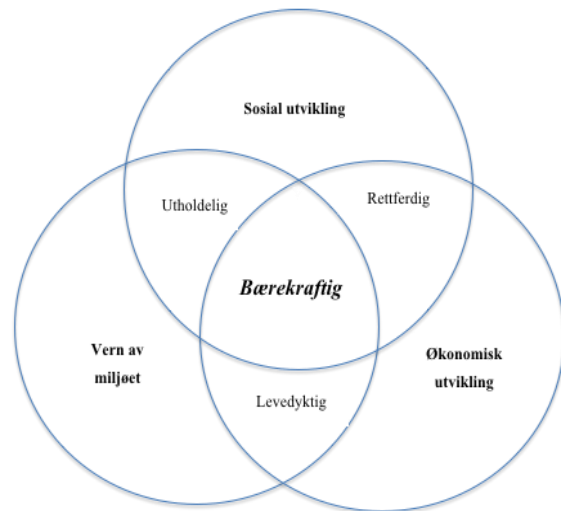 Sosial utvikling
Utholdelig
Rettferdig
Bærekraftig
Vern av
miljøet
Økonomisk
utvikling
Levedyktig